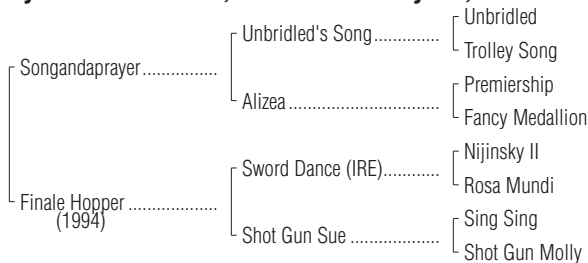 Unbridled
Unbridled's Song..............
Trolley Song
Songandaprayer................
Premiership
Alizea................................
Fancy Medallion
Nijinsky II
Sword Dance (IRE)............
Rosa Mundi
Finale Hopper ..................
(1994)
Sing Sing
Shot Gun Sue ...................
Shot Gun Molly